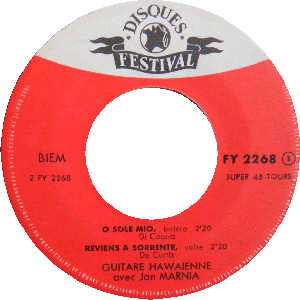 DISQUES
FESTIVAL
BIEM
FY 2268
2 FY 2268
SUPER 45 TOURS
O SOLE MIO, boléro 2'20
Di Capua
REVIENS A SORRENTE, valse 2'20
De Curtis
GUITARE HAWAIENNE
avec Jan MARNIA